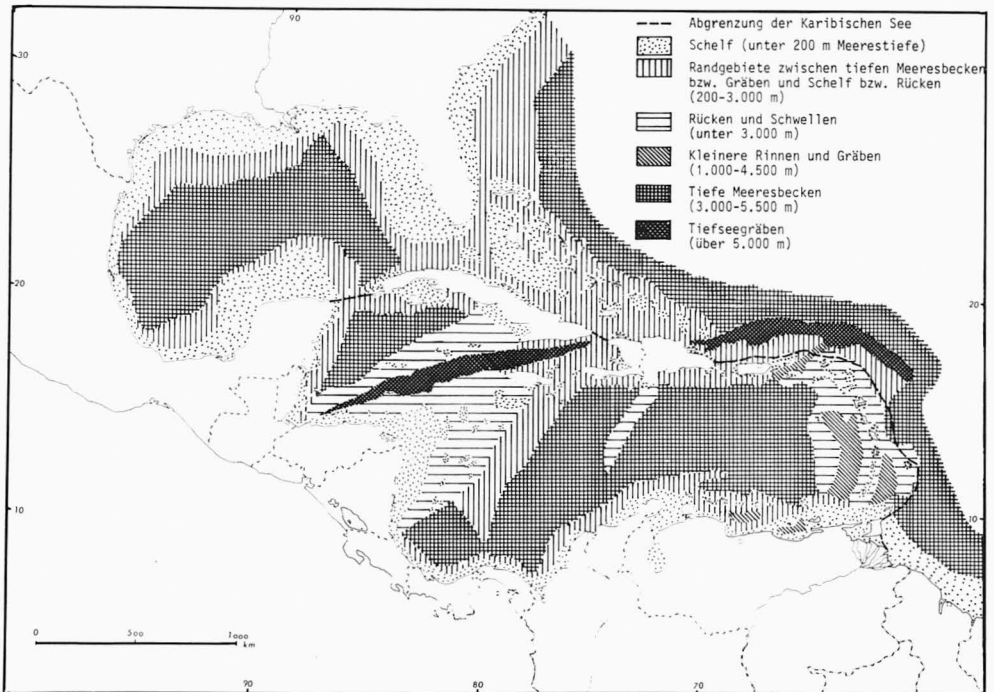 90
30
Abgrenzung der Karibischen See
Schelf (unter 200 m Meerestiefe)
Randgebiete zwischen tiefen Meeresbecken
bzw. Gräben und Schelf bzw. Rücken
(200-3.000 m)
Rücken und Schwellen
(unter 3.000 m)
Kleinere Rinnen und Gräben
(1.000-4.500 m)
Tiefe Meeresbecken
(3.000-5.500 m)
Tiefseegräben
(über 5.000 m)
20
20
10
10
0 500 1000
km
90 80 70